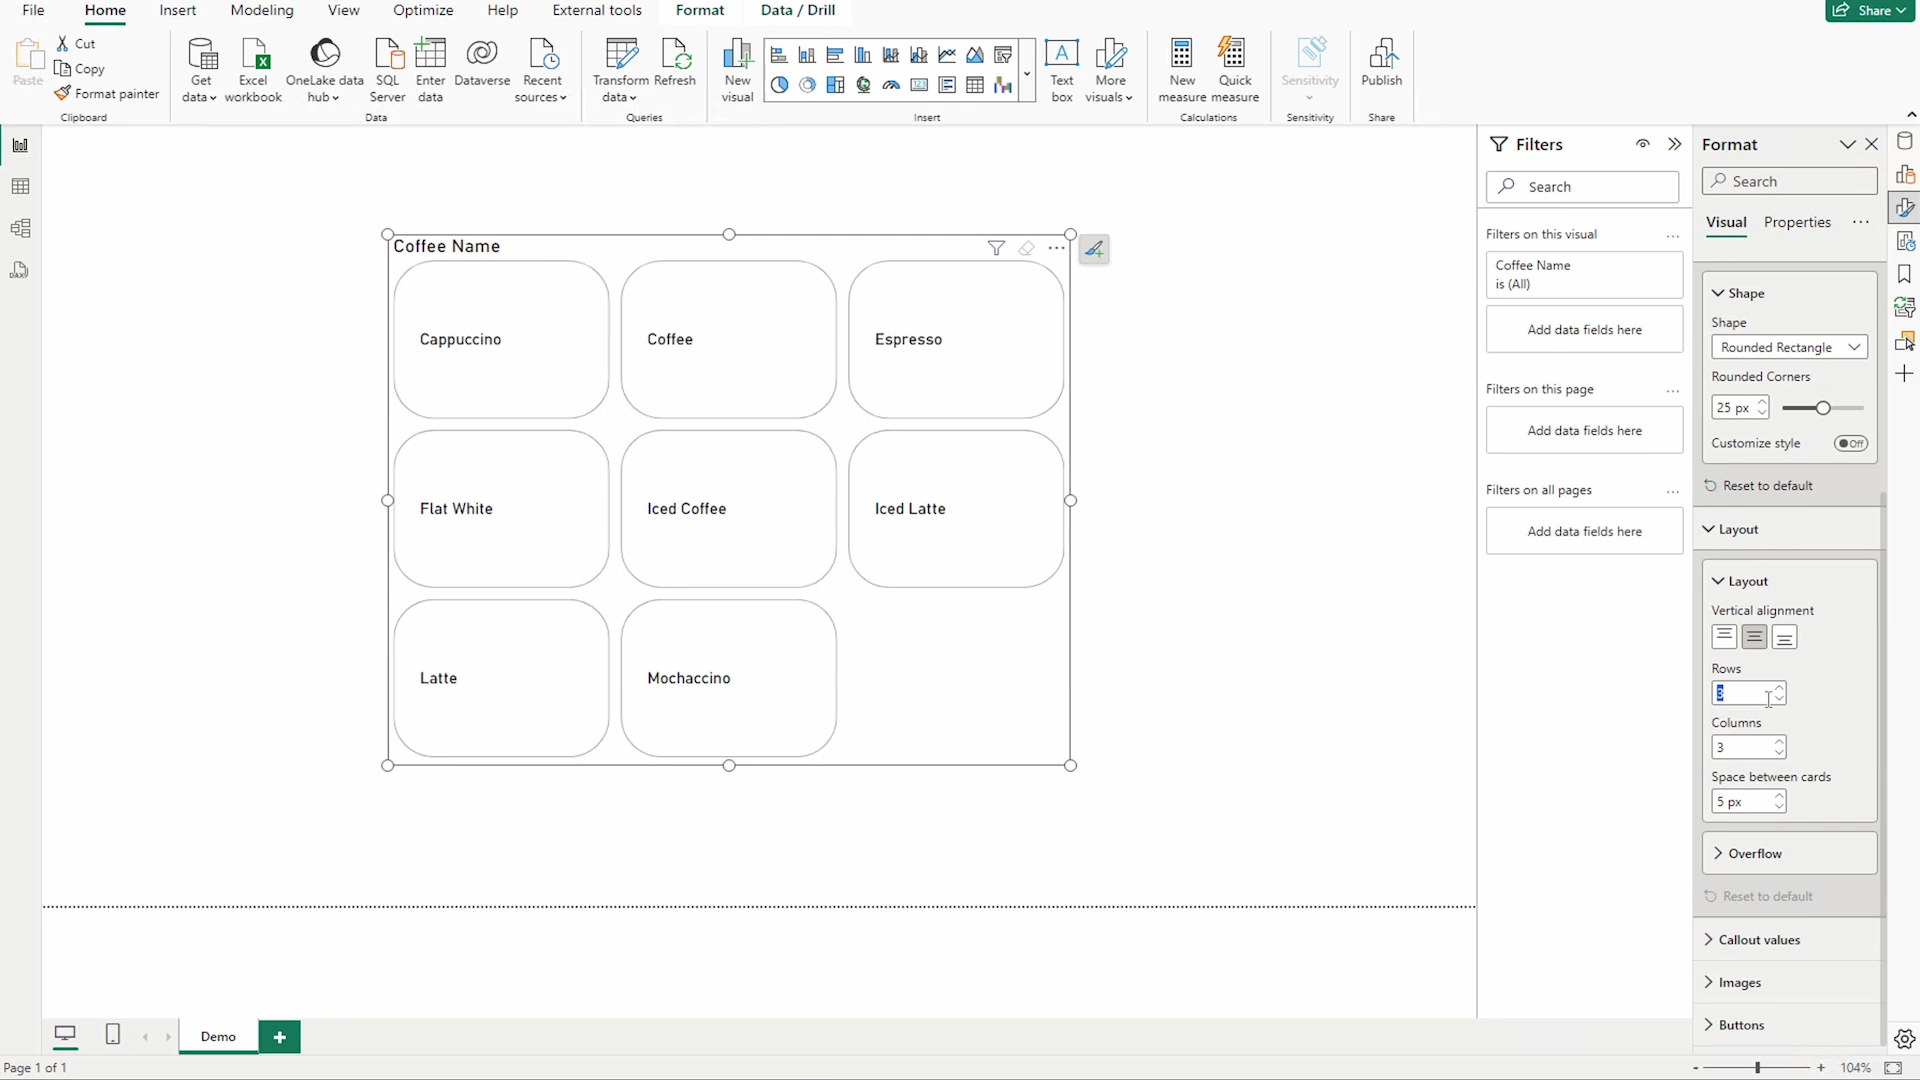 File Home Insert Modeling View Optimize Help External tools Format Data / Drill Share
Paste
Cut
Copy
Format painter
Clipboard
Get
data
Excel
workbook
OneLake data
hub
SQL
Server
Enter
data
Dataverse
Recent
sources
Data
Transform
data
Refresh
Queries
New
visual
Insert
Text
box
More
visuals
New
measure
Quick
measure
Calculations
Sensitivity
Sensitivity
Publish
Share
Coffee Name
Cappuccino
Coffee
Espresso
Flat White
Iced Coffee
Iced Latte
Latte
Mochaccino
Filters
Search
Filters on this visual
Coffee Name
is (All)
Add data fields here
Filters on this page
Add data fields here
Filters on all pages
Add data fields here
Format
Search
Visual Properties
Shape
Shape
Rounded Rectangle
Rounded Corners
25 px
Customize style Off
Reset to default
Layout
Layout
Vertical alignment
Rows
3
Columns
3
Space between cards
5 px
Overflow
Reset to default
Callout values
Images
Buttons
Demo
Page 1 of 1
- + 104%